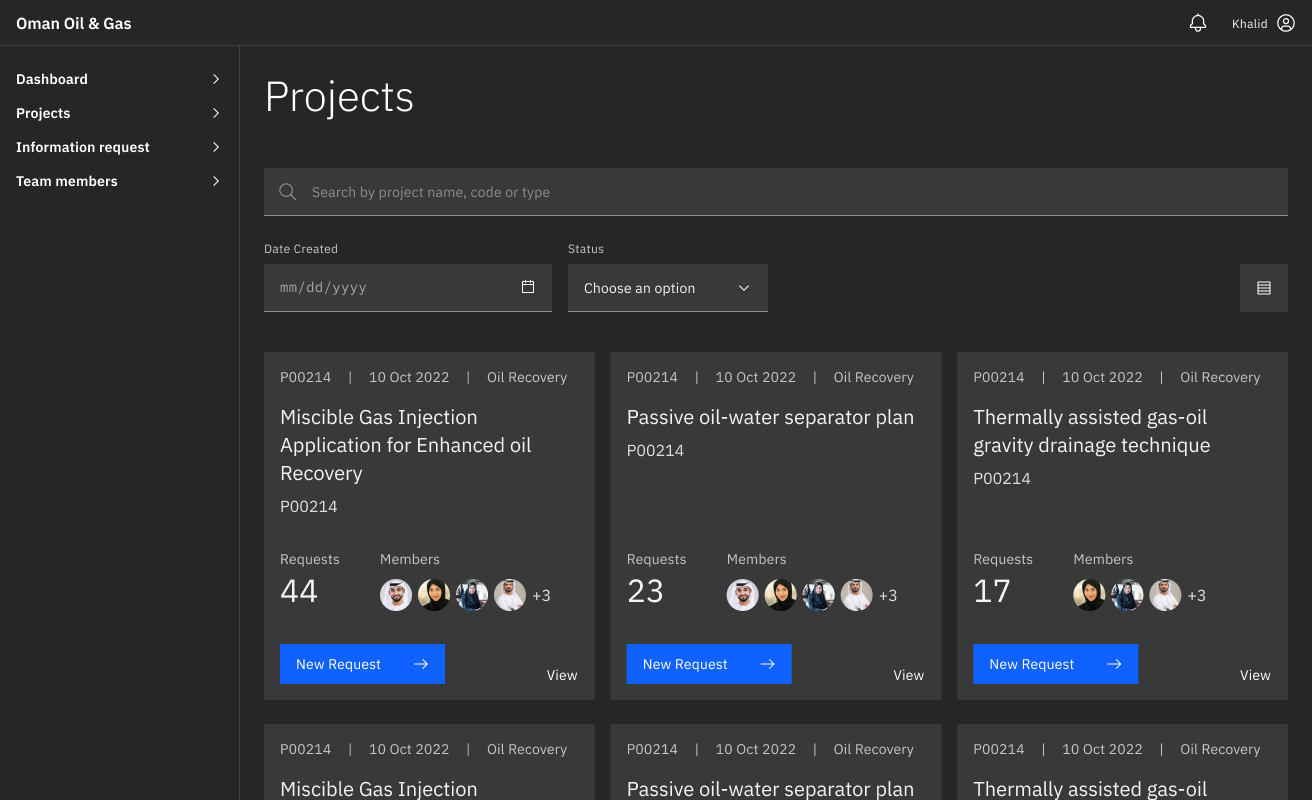 Oman Oil & Gas
Khalid
Dashboard
Projects
Information request
Team members
Projects
Search by project name, code or type
Date Created
Status
mm/dd/yyyy
Choose an option
P00214 | 10 Oct 2022 | Oil Recovery
Miscible Gas Injection
Application for Enhanced oil
Recovery
P00214
Requests
Members
44
+3
New Request
View
P00214 | 10 Oct 2022 | Oil Recovery
Passive oil-water separator plan
P00214
Requests
Members
23
+3
New Request
View
P00214 | 10 Oct 2022 | Oil Recovery
Thermally assisted gas-oil
gravity drainage technique
P00214
Requests
Members
17
+3
New Request
View
P00214 | 10 Oct 2022 | Oil Recovery
Miscible Gas Injection
P00214 | 10 Oct 2022 | Oil Recovery
Passive oil-water separator plan
P00214 | 10 Oct 2022 | Oil Recovery
Thermally assisted gas-oil